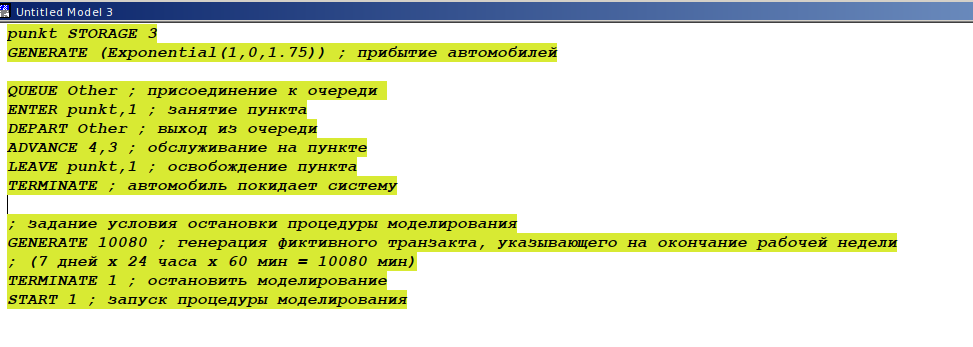 Untitled Model 3
punkt STORAGE 3
GENERATE (Exponential(1,0,1.75)) ; прибытие автомобилей
QUEUE Other ; присоединение к очереди
ENTER punkt,1 ; занятие пункта
DEPART Other ; выход из очереди
ADVANCE 4,3 ; обслуживание на пункте
LEAVE punkt,1 ; освобождение пункта
TERMINATE ; автомобиль покидает систему
; задание условия остановки процедуры моделирования
GENERATE 10080 ; генерация фиктивного транзакта, указывающего на окончание рабочей недели
; (7 дней x 24 часа x 60 мин = 10080 мин)
TERMINATE 1 ; остановить моделирование
START 1 ; запуск процедуры моделирования